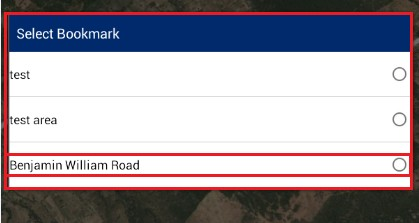 Select Bookmark
test
test area
Benjamin William Road